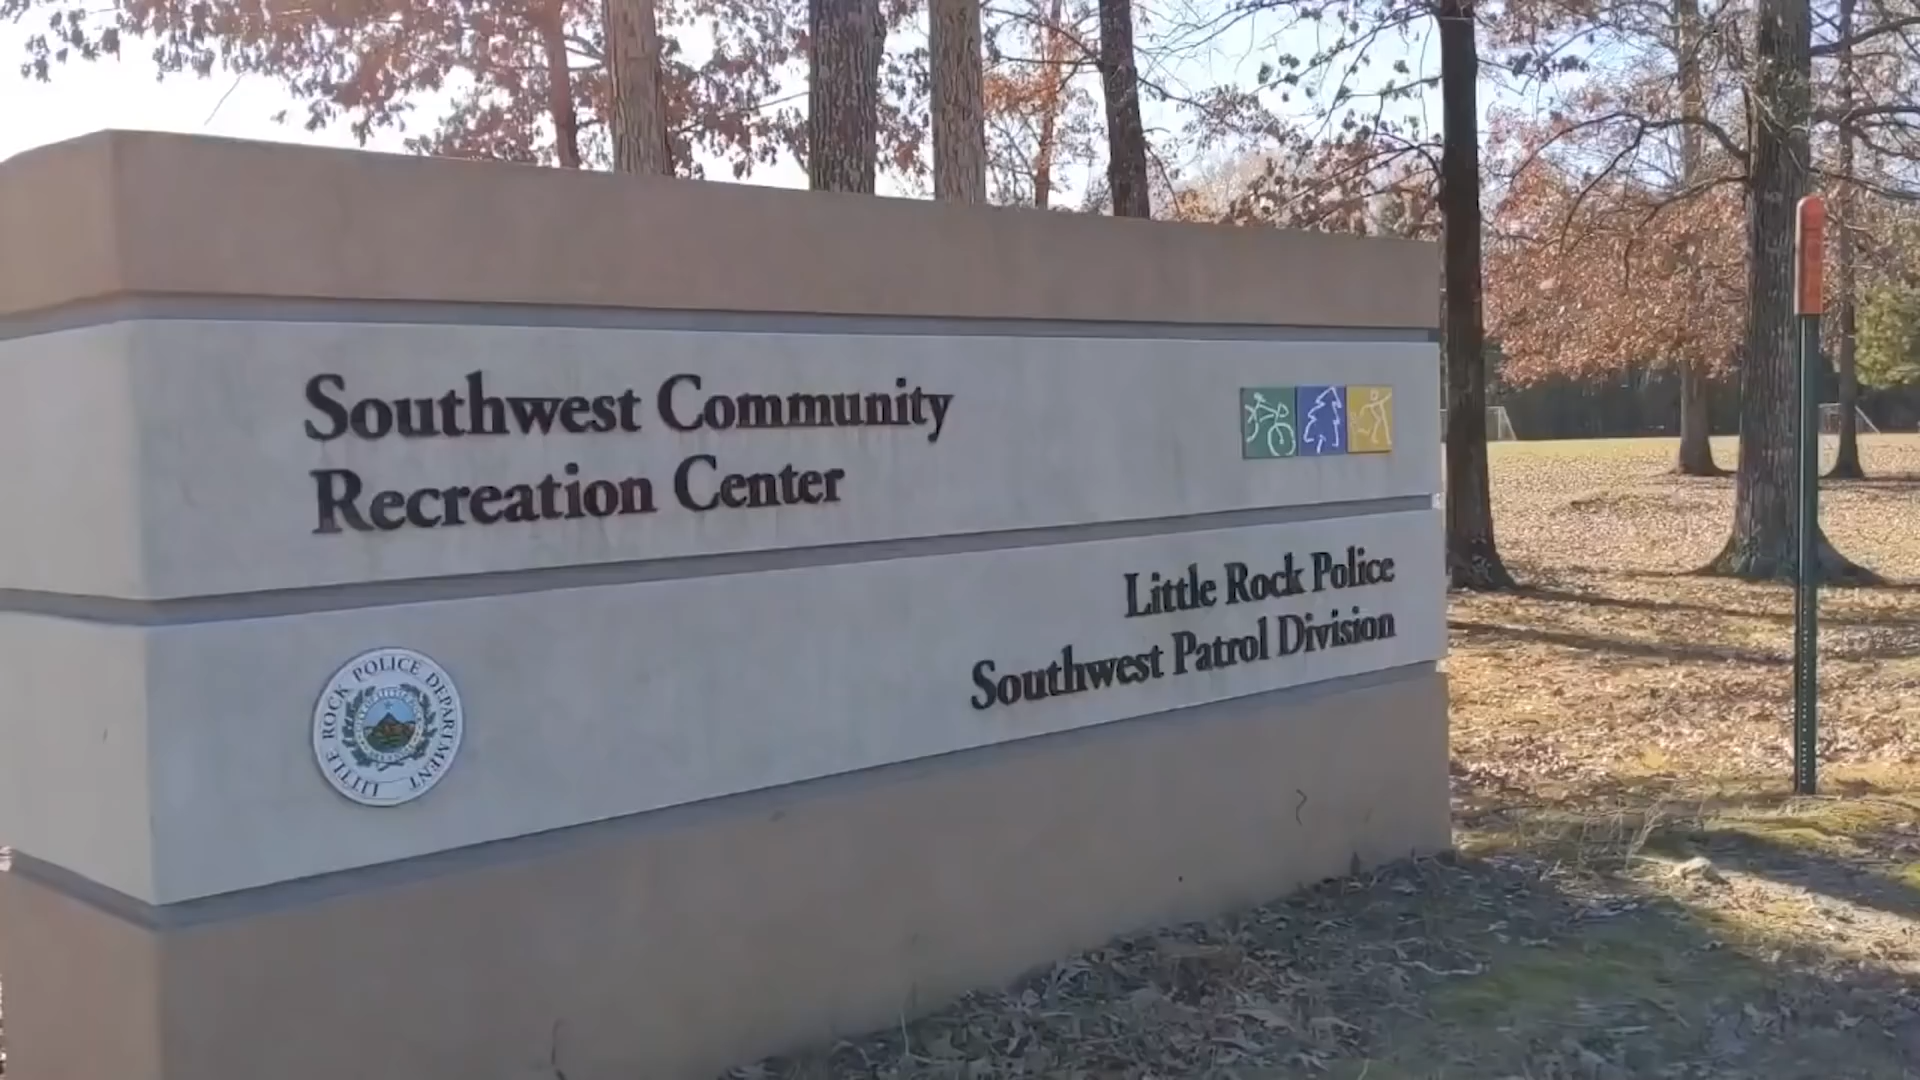 Southwest Community
Recreation Center
Little Rock Police
Southwest Patrol Division
LITTLE ROCK POLICE DEPARTMENT